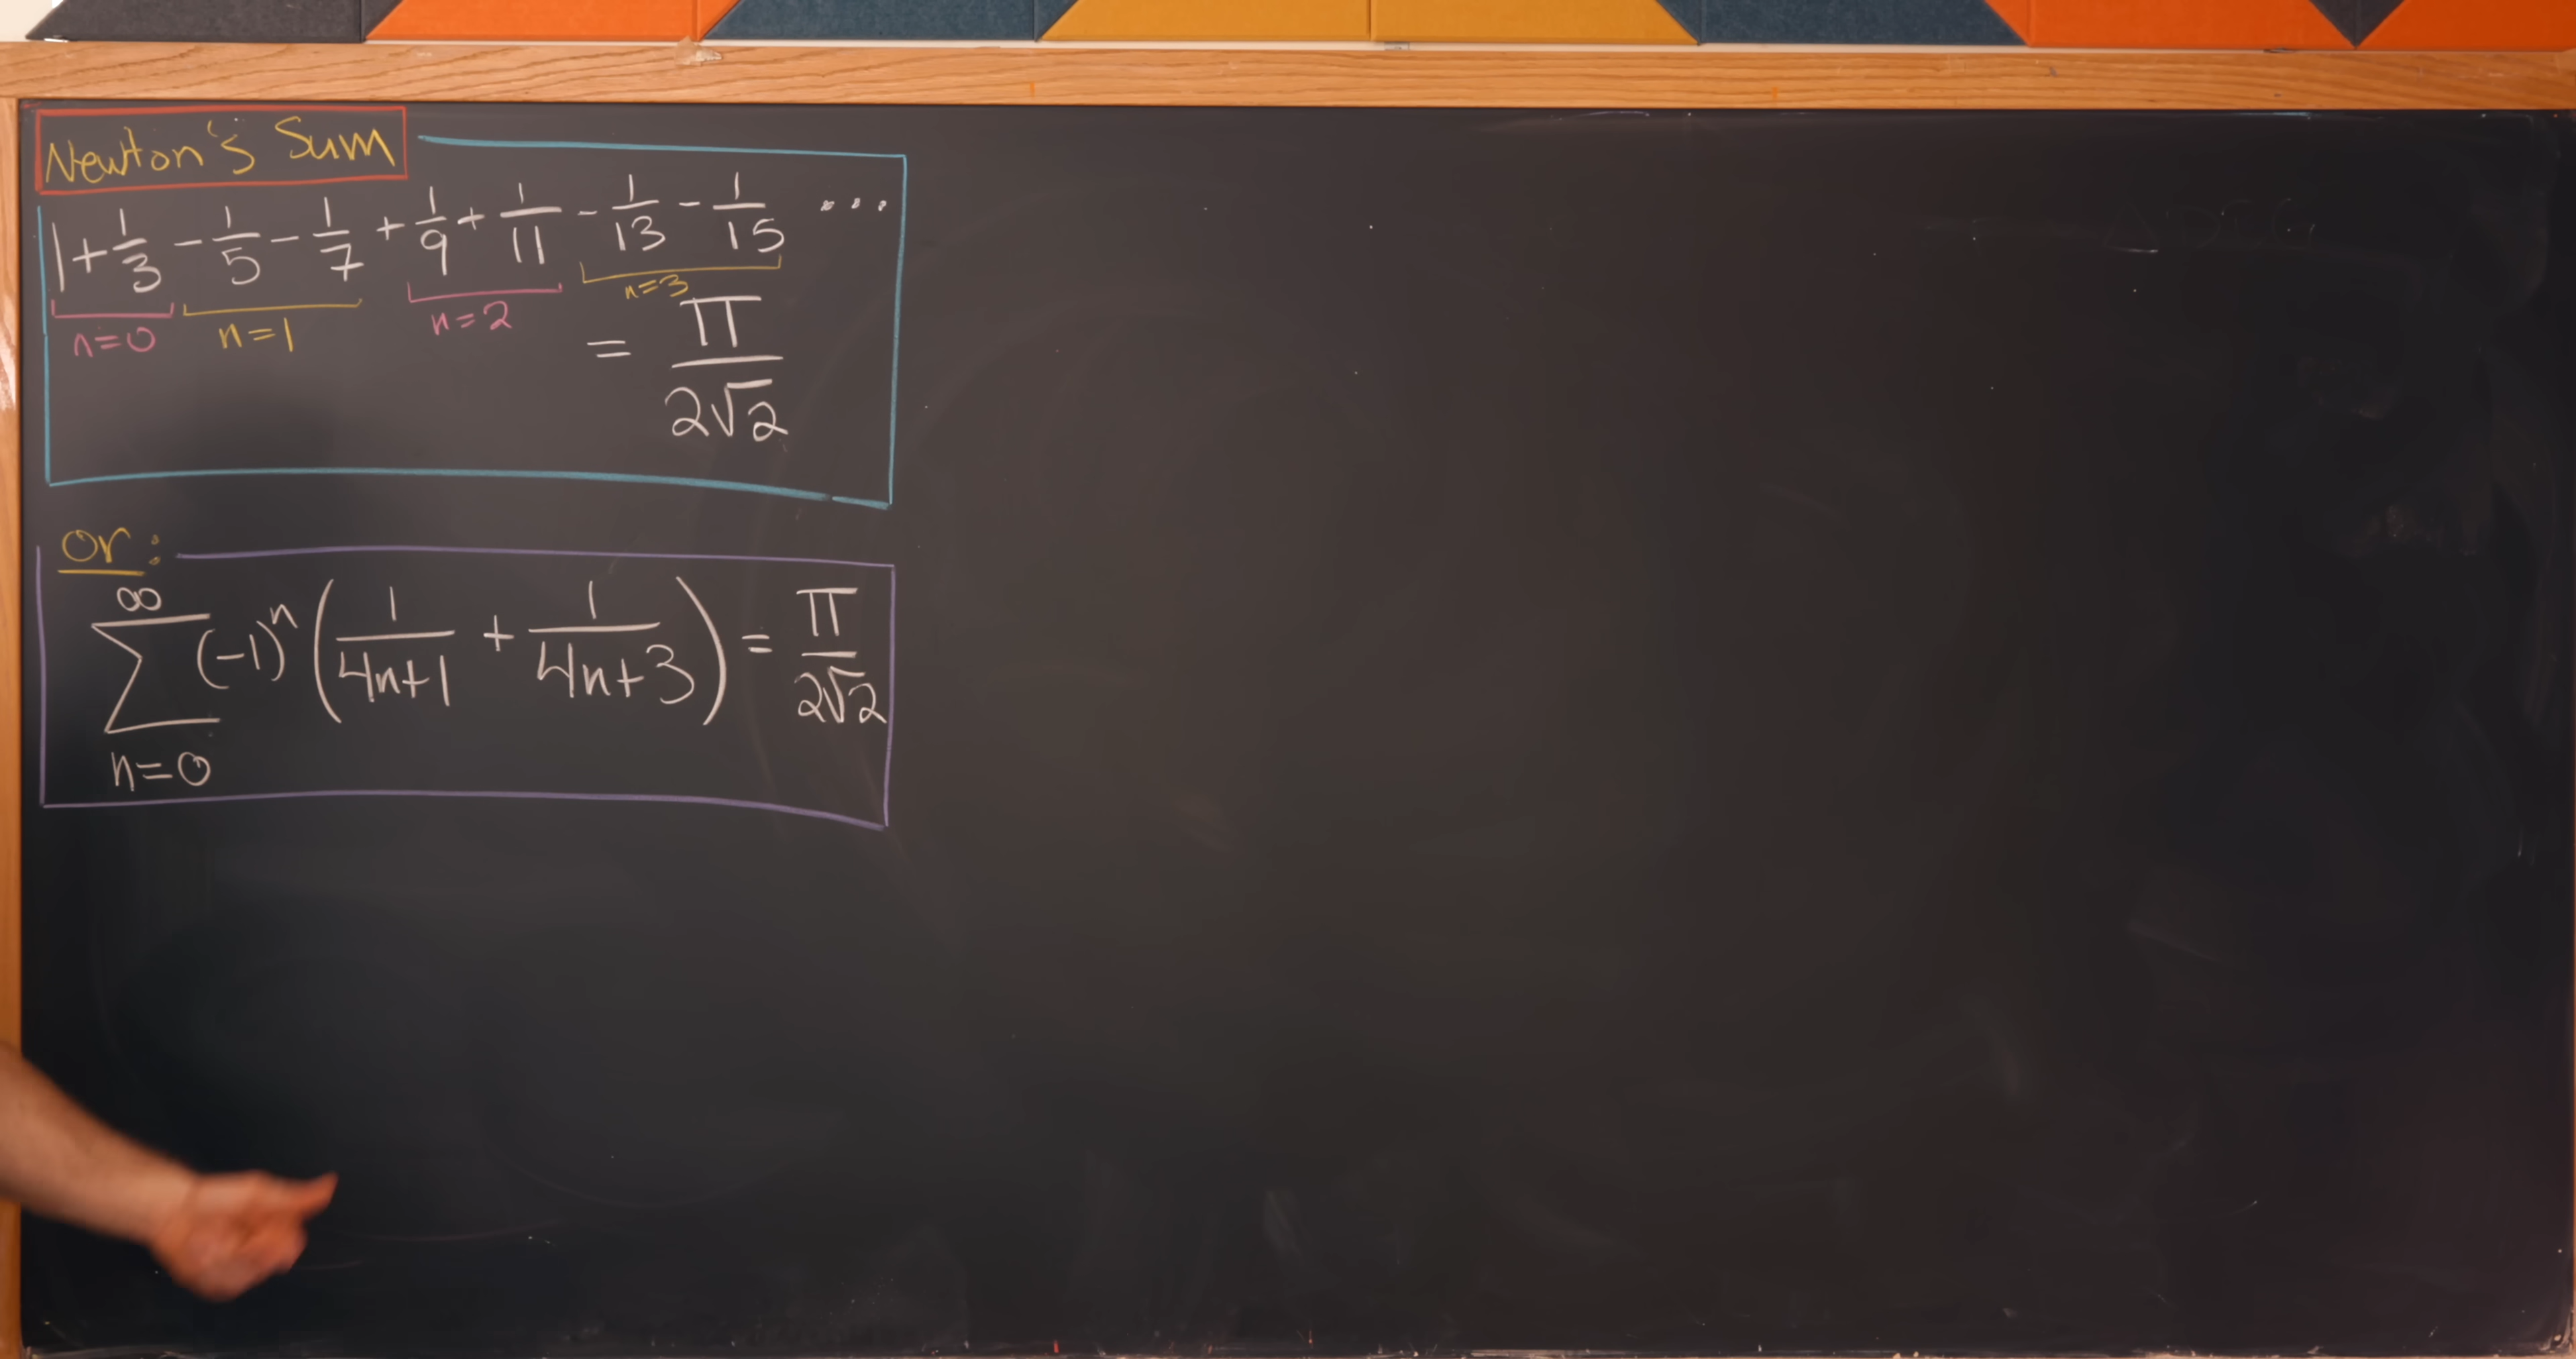 Newton's Sum
1 + 1/3 - 1/5 - 1/7 + 1/9 + 1/11 - 1/13 - 1/15 ...
n=0 n=1 n=2 n=3
= π/(2√2)
or:
∞
∑ (-1)^n (1/(4n+1) + 1/(4n+3)) = π/(2√2)
n=0